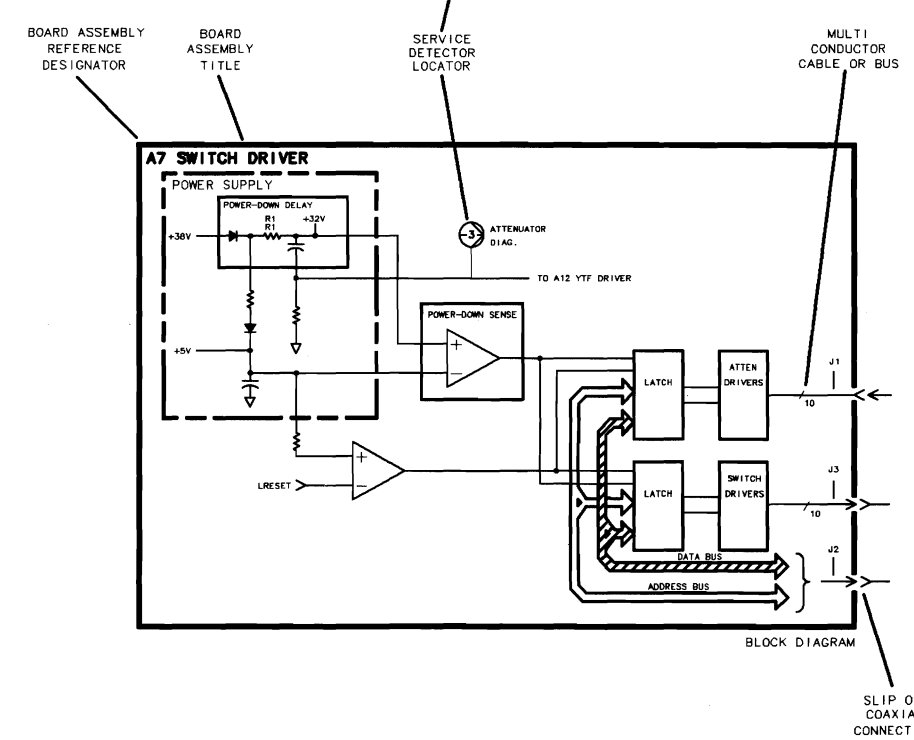 BOARD ASSEMBLY
REFERENCE
DESIGNATOR
BOARD
ASSEMBLY
TITLE
SERVICE
DETECTOR
LOCATOR
MULTI
CONDUCTOR
CABLE OR BUS
A7 SWITCH DRIVER
POWER SUPPLY
POWER-DOWN DELAY
R1
R1
+32V
+38V
3
ATTENUATOR
DIAG.
TO A12 YTF DRIVER
POWER-DOWN SENSE
+
−
+5V
LATCH
ATTEN
DRIVERS
J1
10
+
−
LRESET
LATCH
SWITCH
DRIVERS
J3
10
DATA BUS
J2
ADDRESS BUS
BLOCK DIAGRAM
SLIP O
COAXIA
CONNECT